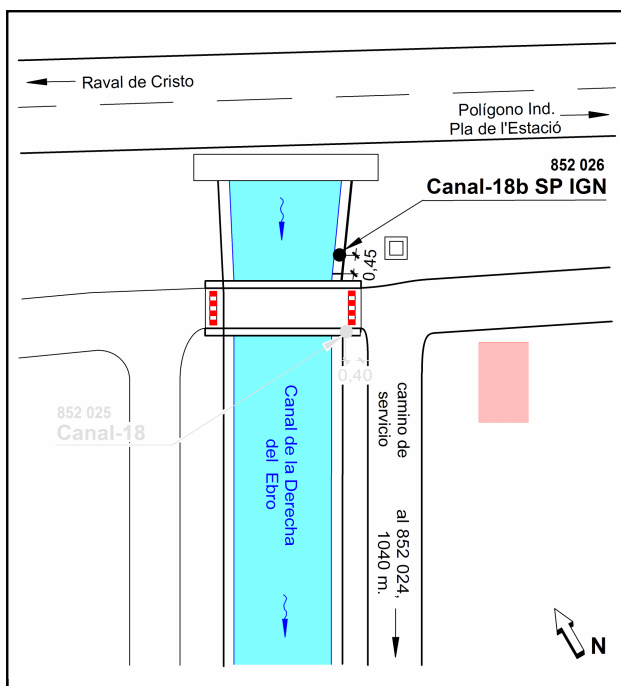 Raval de Cristo
Polígono Ind.
Pla de l'Estació
852 026
Canal-18b SP IGN
0,45
0,40
852 025
Canal-18
Canal de la Derecha
del Ebro
camino de
servicio
al 852 024,
1040 m.
N